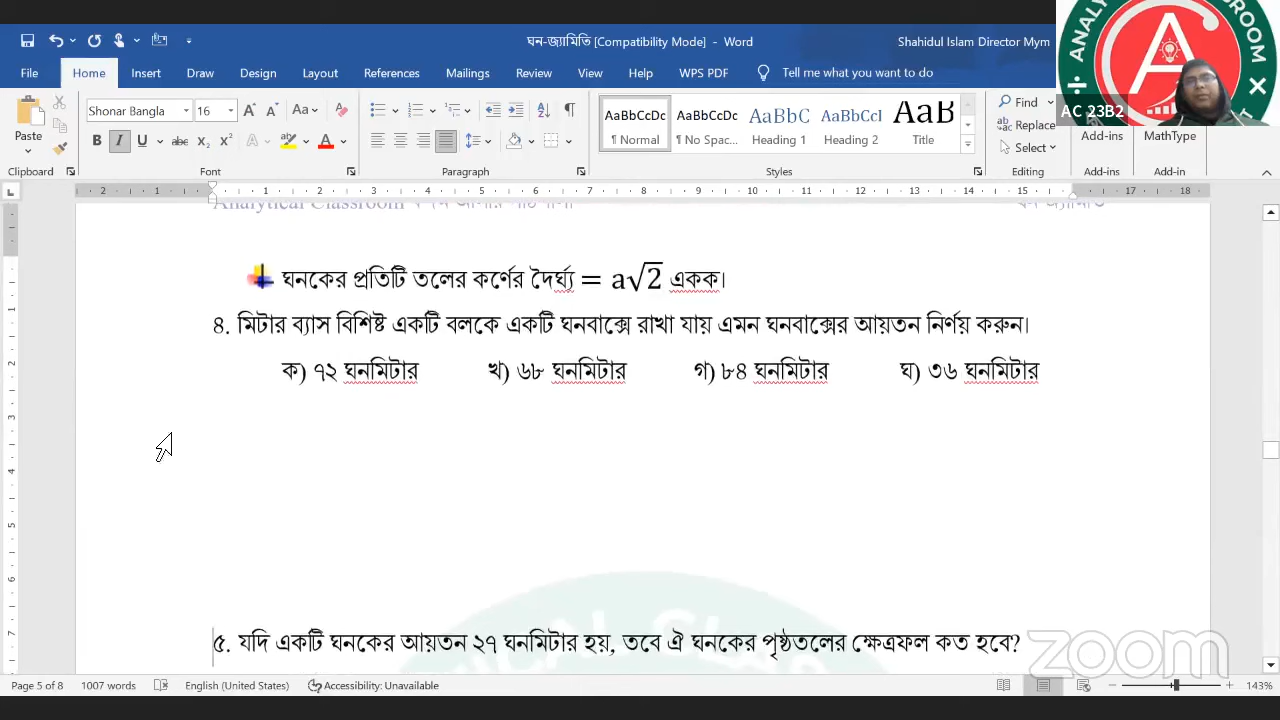 ঘন-জ্যামিতি [Compatibility Mode] - Word
Shahidul Islam Director Mym
File Home Insert Draw Design Layout References Mailings Review View Help WPS PDF Tell me what you want to do
AC 23B2
Paste
Shonar Bangla 16
AaBbCcDc AaBbCcDc AaBbC AaBbCcI AaB
¶ Normal ¶ No Spac... Heading 1 Heading 2 Title
Find
Replace
Select
Add-ins
MathType
Clipboard Font Paragraph Styles Editing Add-ins Add-in
Analytical Classroom
ঘনকের প্রতিটি তলের কর্ণের দৈর্ঘ্য = a√2 একক।
৪. মিটার ব্যাস বিশিষ্ট একটি বলকে একটি ঘনবাক্সে রাখা যায় এমন ঘনবাক্সের আয়তন নির্ণয় করুন।
ক) ৭২ ঘনমিটার খ) ৬৮ ঘনমিটার গ) ৮৪ ঘনমিটার ঘ) ৩৬ ঘনমিটার
৫. যদি একটি ঘনকের আয়তন ২৭ ঘনমিটার হয়, তবে ঐ ঘনকের পৃষ্ঠতলের ক্ষেত্রফল কত হবে?
zoom
Page 5 of 8 1007 words English (United States) Accessibility: Unavailable 143%